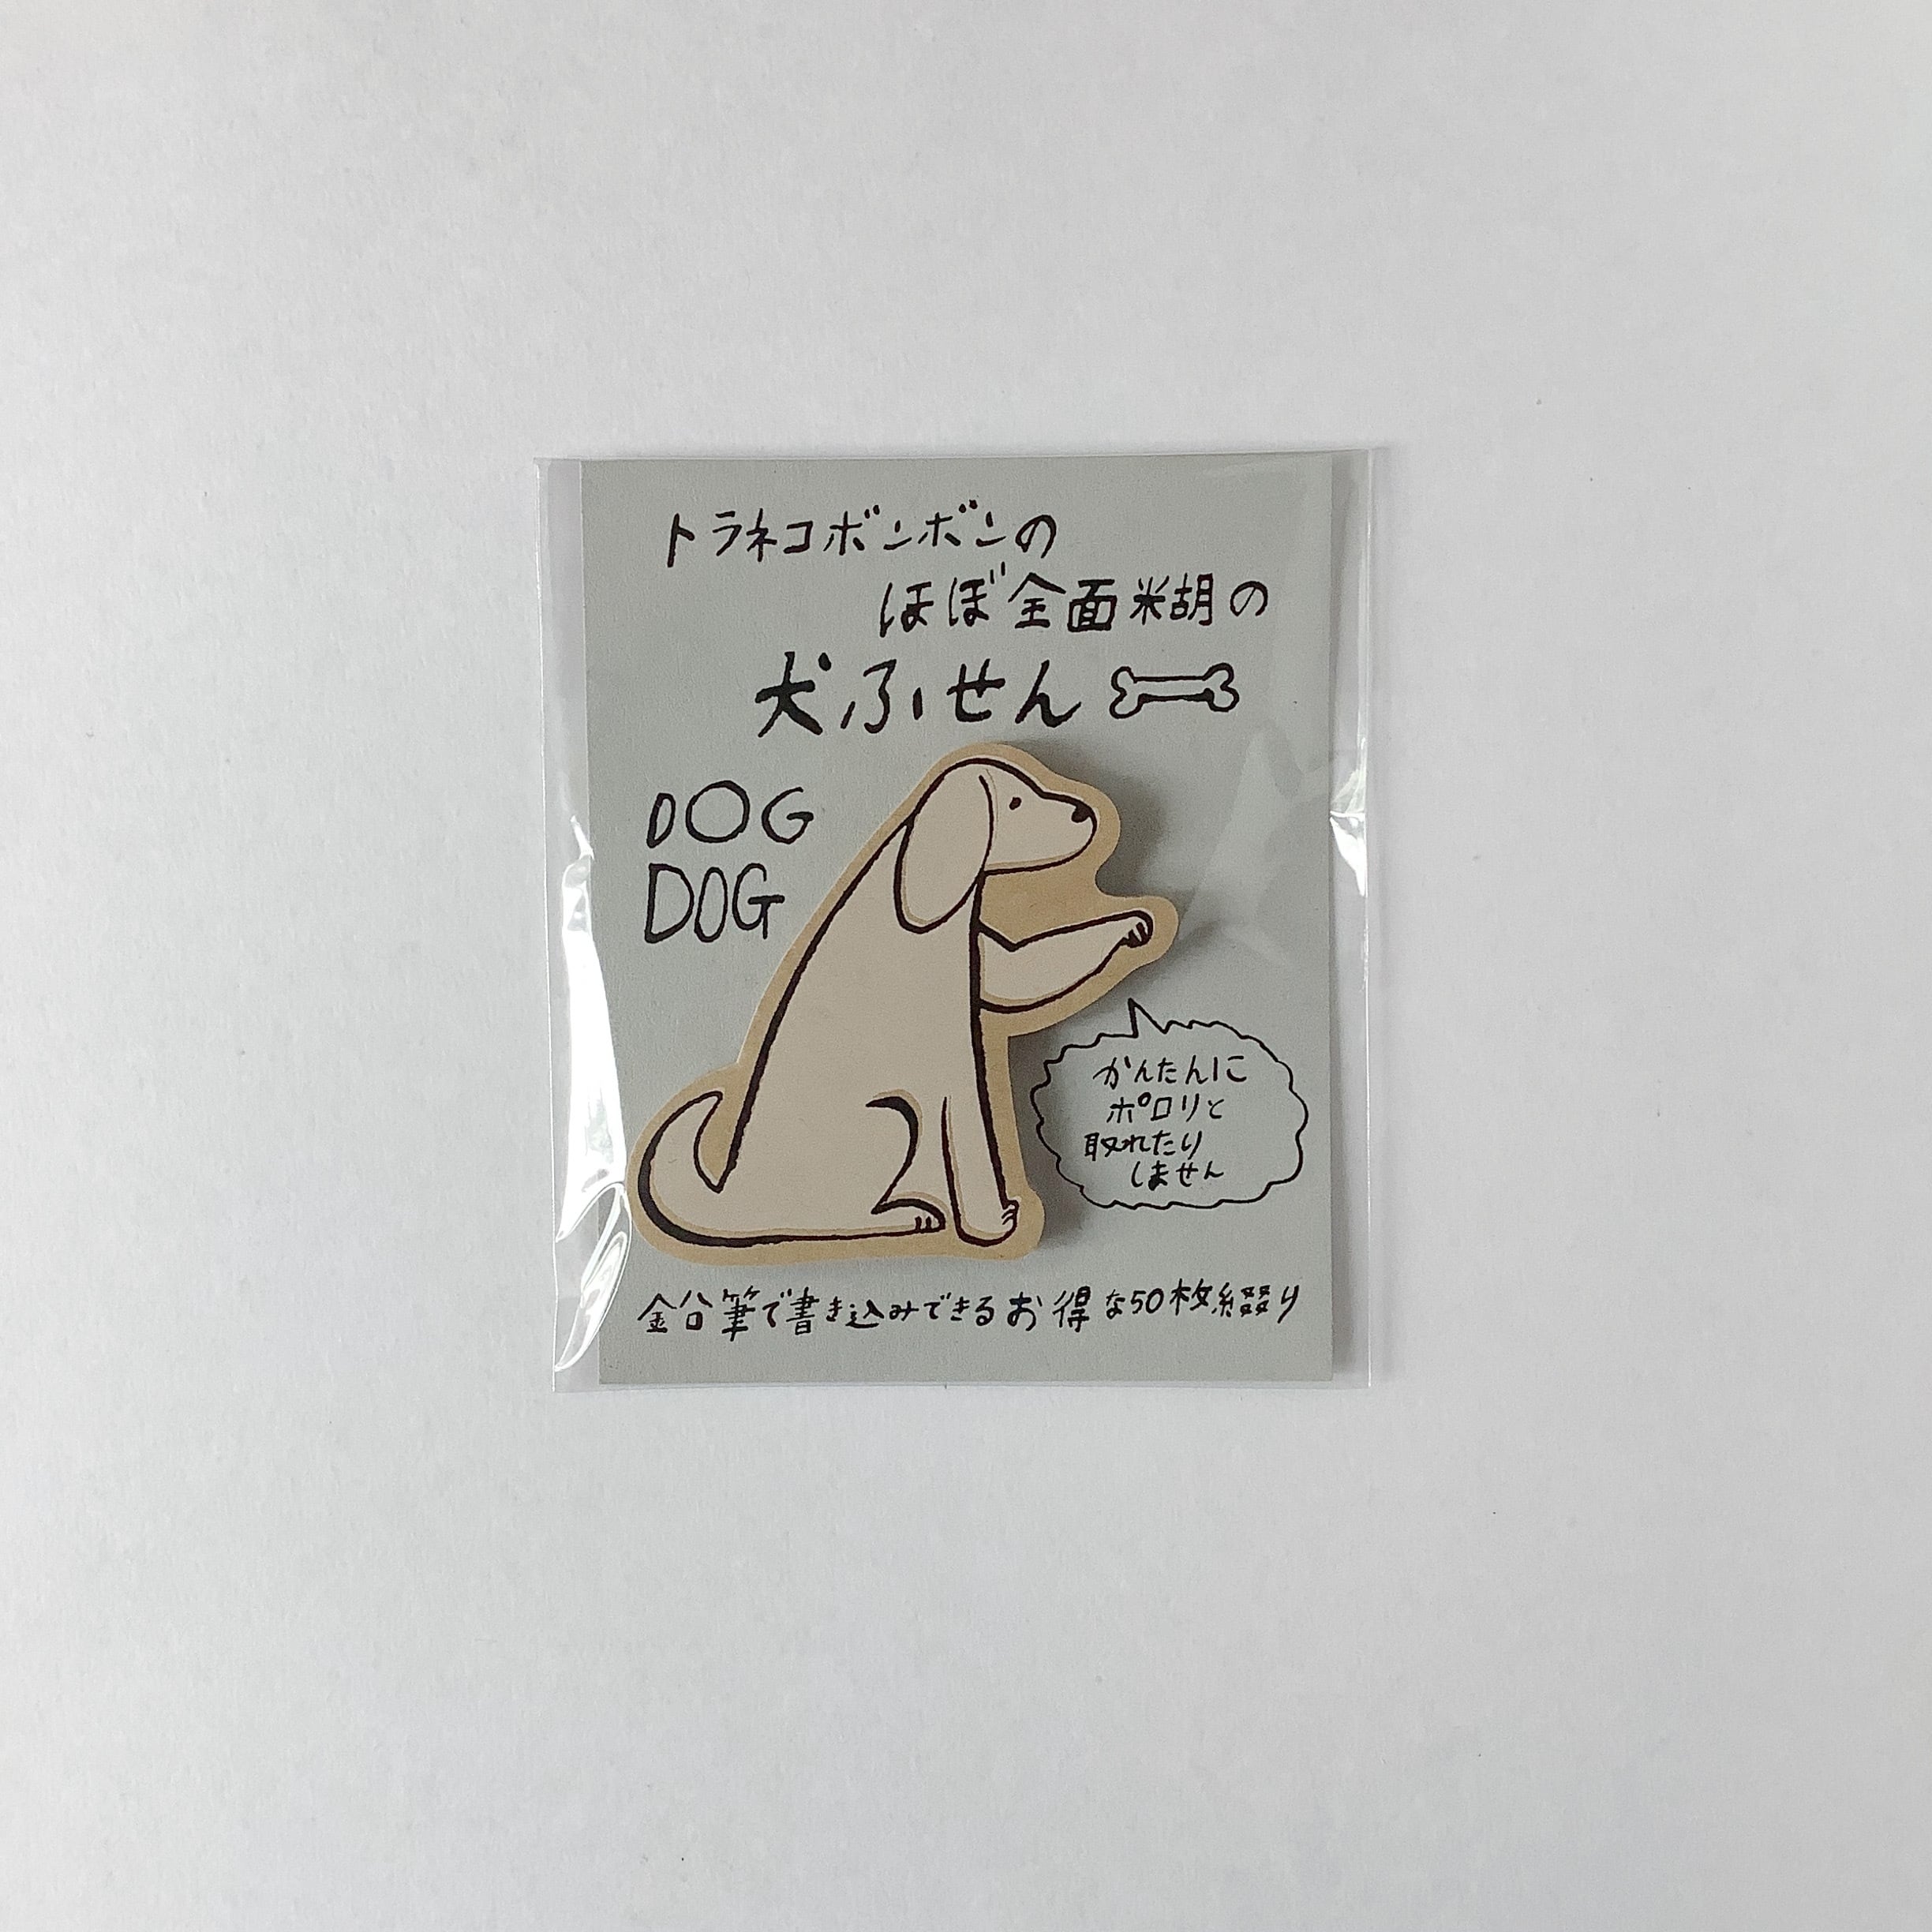 トラネコボンボンの
ほぼ全面糊の
犬ふせん
DOG
DOG
かんたんに
ポロリと
取れたり
しません
鉛筆で書き込みできるお得な50枚綴り